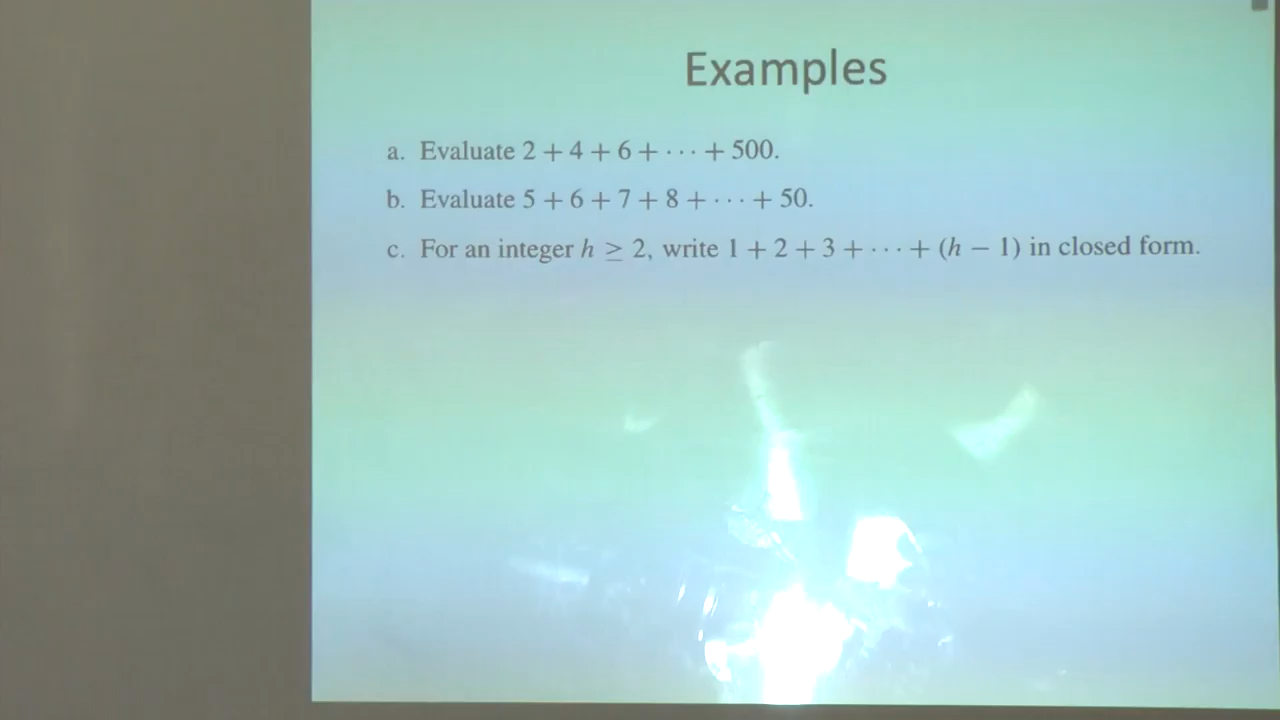 Examples
a. Evaluate 2 + 4 + 6 + ··· + 500.
b. Evaluate 5 + 6 + 7 + 8 + ··· + 50.
c. For an integer h ≥ 2, write 1 + 2 + 3 + ··· + (h − 1) in closed form.